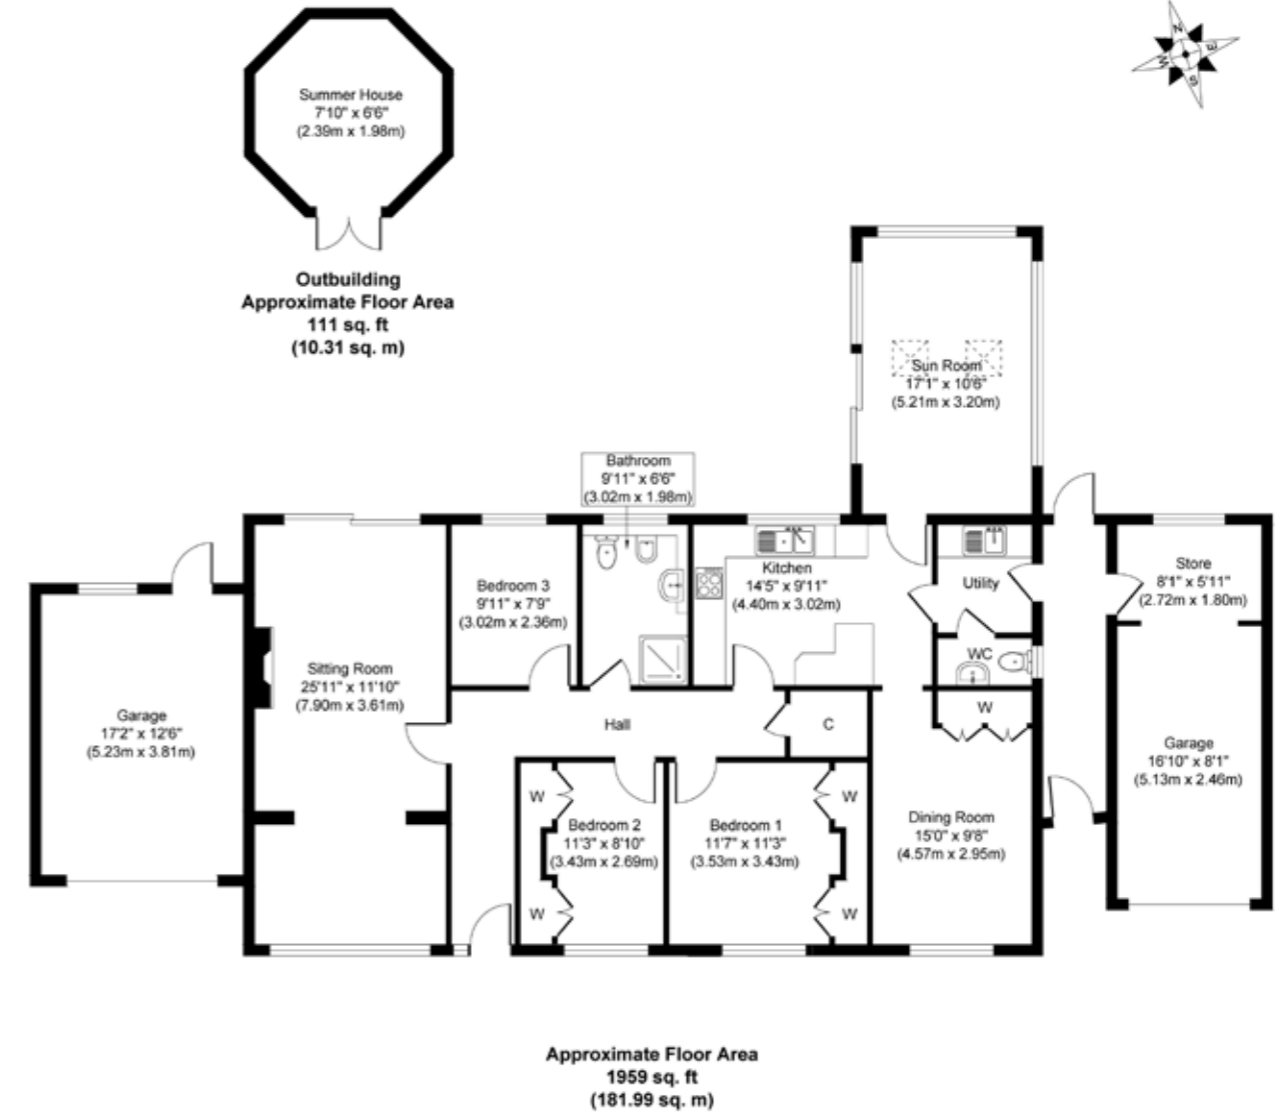 Summer House
7'10" x 6'6"
(2.39m x 1.98m)
N
E
W
S
Outbuilding
Approximate Floor Area
111 sq. ft
(10.31 sq. m)
Sun Room
17'1" x 10'6"
(5.21m x 3.20m)
Bathroom
9'11" x 6'6"
(3.02m x 1.98m)
Bedroom 3
9'11" x 7'9"
(3.02m x 2.36m)
Kitchen
14'5" x 9'11"
(4.40m x 3.02m)
Utility
Store
8'1" x 5'11"
(2.72m x 1.80m)
WC
Sitting Room
25'11" x 11'10"
(7.90m x 3.61m)
Garage
17'2" x 12'6"
(5.23m x 3.81m)
Hall
C
W
Garage
16'10" x 8'1"
(5.13m x 2.46m)
W
Bedroom 2
11'3" x 8'10"
(3.43m x 2.69m)
W
Bedroom 1
11'7" x 11'3"
(3.53m x 3.43m)
W
W
Dining Room
15'0" x 9'8"
(4.57m x 2.95m)
Approximate Floor Area
1959 sq. ft
(181.99 sq. m)